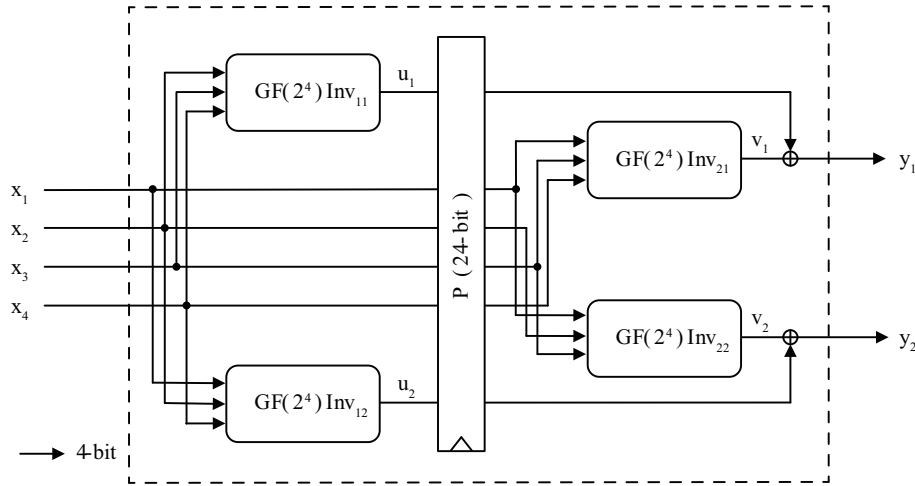 GF(2⁴) Inv₁₁
u₁
GF(2⁴) Inv₂₁
v₁
y₁
x₁
x₂
x₃
x₄
P ( 24-bit )
GF(2⁴) Inv₂₂
v₂
y₂
GF(2⁴) Inv₁₂
u₂
4-bit